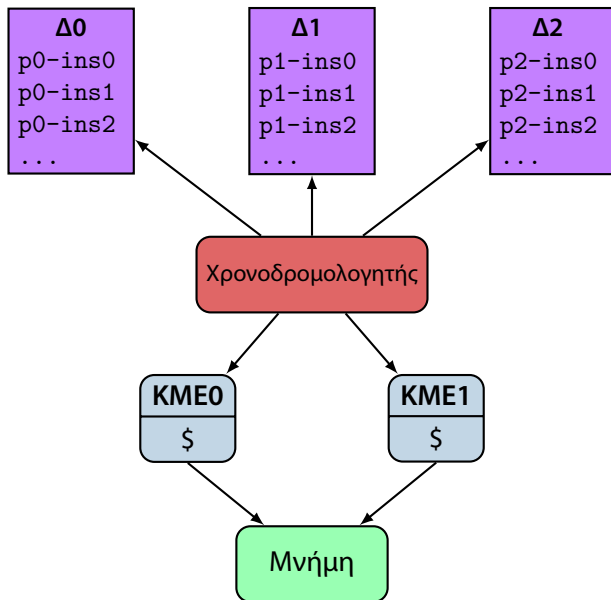 Δ0
p0-ins0
p0-ins1
p0-ins2
...
Δ1
p1-ins0
p1-ins1
p1-ins2
...
Δ2
p2-ins0
p2-ins1
p2-ins2
...
Χρονοδρομολογητής
ΚΜΕ0
$
ΚΜΕ1
$
Μνήμη